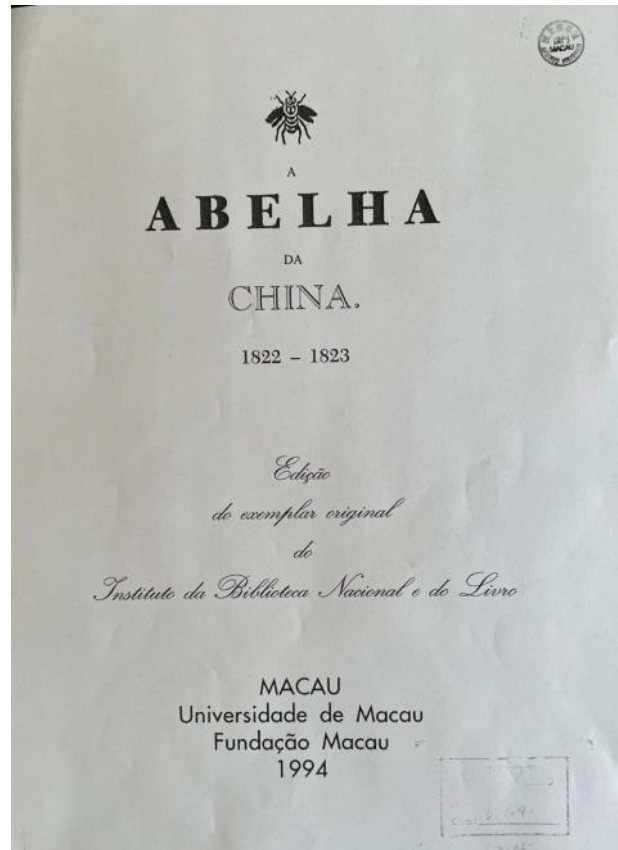 MACAU
A
ABELHA
DA
CHINA.
1822 – 1823
Edição
do exemplar original
do
Instituto da Biblioteca Nacional e do Livro
MACAU
Universidade de Macau
Fundação Macau
1994